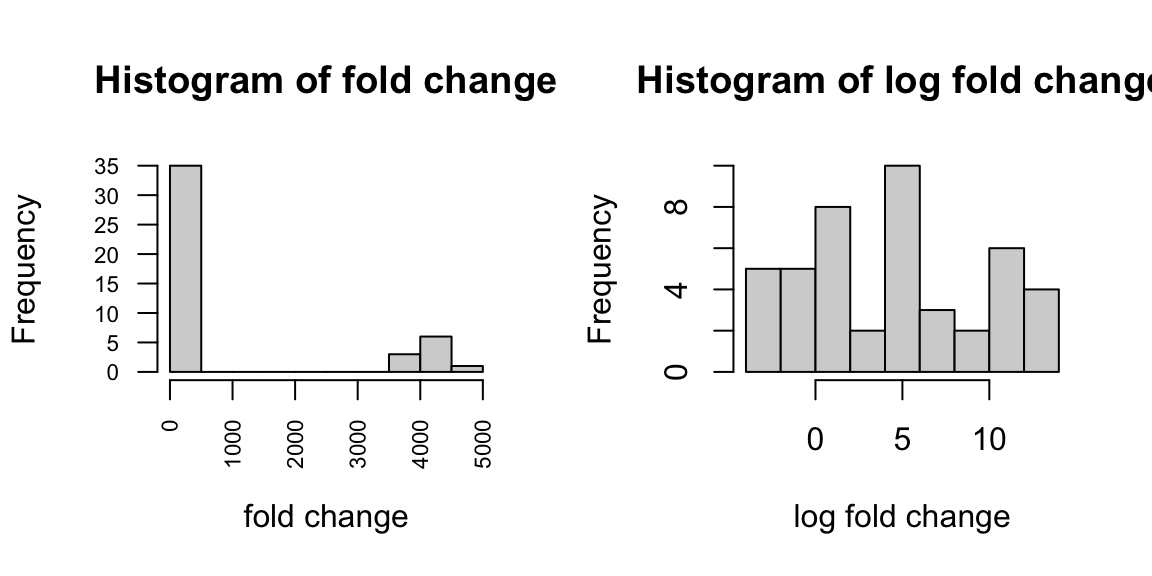 Histogram of fold change
Frequency
35
30
25
20
15
10
5
0
0 1000 2000 3000 4000 5000
fold change
Histogram of log fold change
Frequency
8
4
0
0 5 10
log fold change